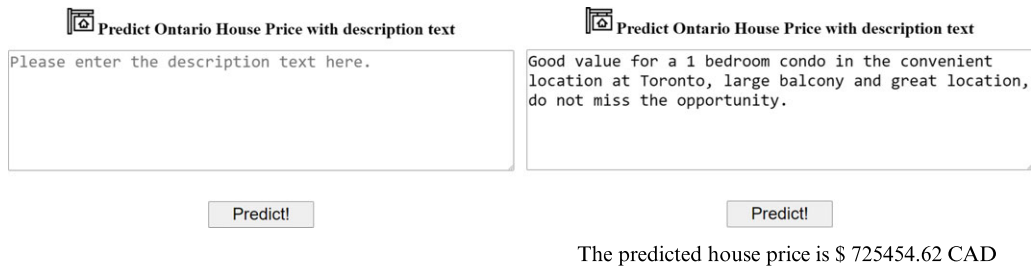 Predict Ontario House Price with description text
Please enter the description text here.
Predict!
Predict Ontario House Price with description text
Good value for a 1 bedroom condo in the convenient
location at Toronto, large balcony and great location,
do not miss the opportunity.
Predict!
The predicted house price is $ 725454.62 CAD